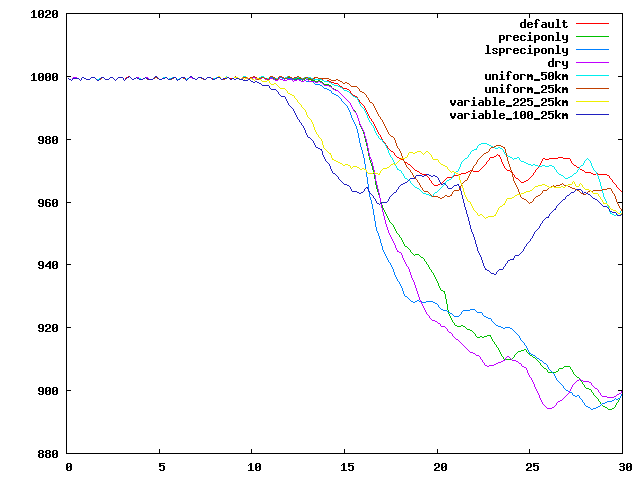 1020
1000
980
960
940
920
900
880
0 5 10 15 20 25 30
default
preciponly
lspreciponly
dry
uniform_50km
uniform_25km
variable_225_25km
variable_100_25km